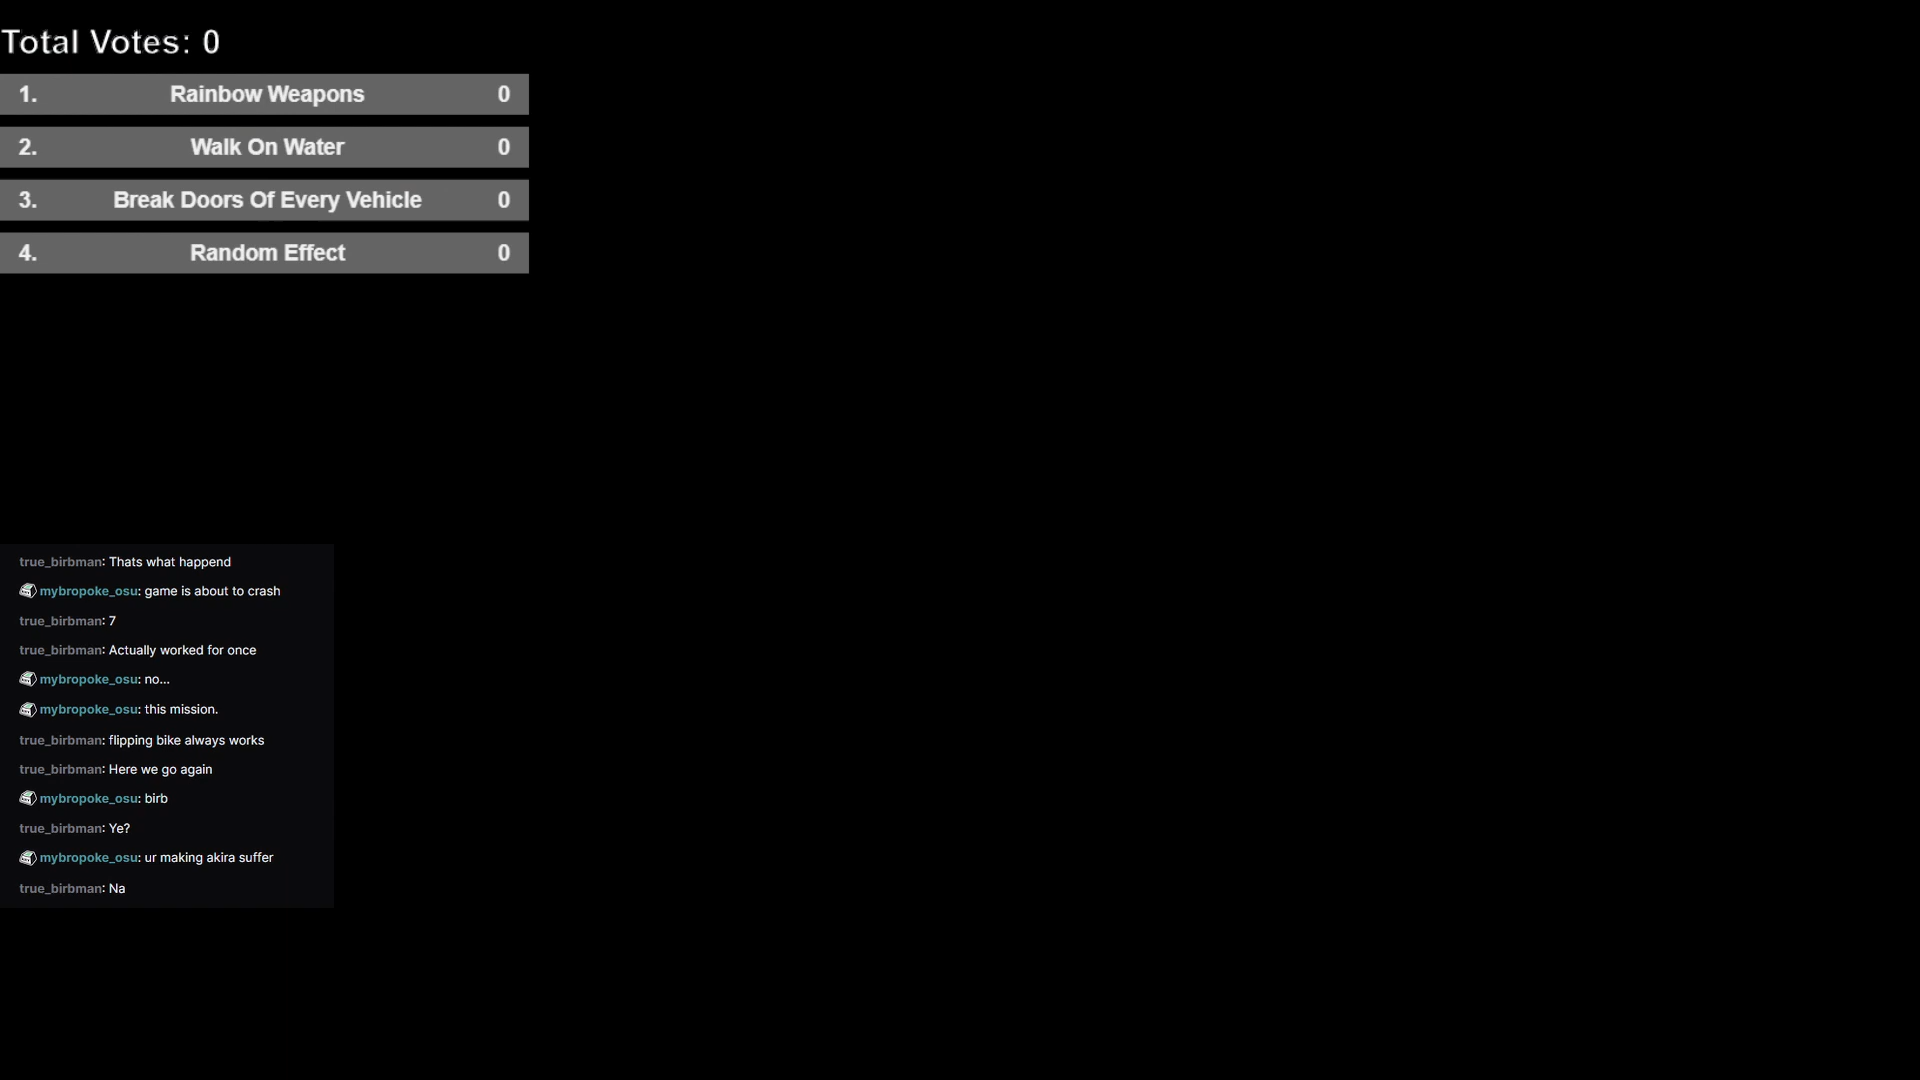 Total Votes: 0
1. Rainbow Weapons 0
2. Walk On Water 0
3. Break Doors Of Every Vehicle 0
4. Random Effect 0
true_birbman: Thats what happend
mybropoke_osu: game is about to crash
true_birbman: 7
true_birbman: Actually worked for once
mybropoke_osu: no...
mybropoke_osu: this mission.
true_birbman: flipping bike always works
true_birbman: Here we go again
mybropoke_osu: birb
true_birbman: Ye?
mybropoke_osu: ur making akira suffer
true_birbman: Na